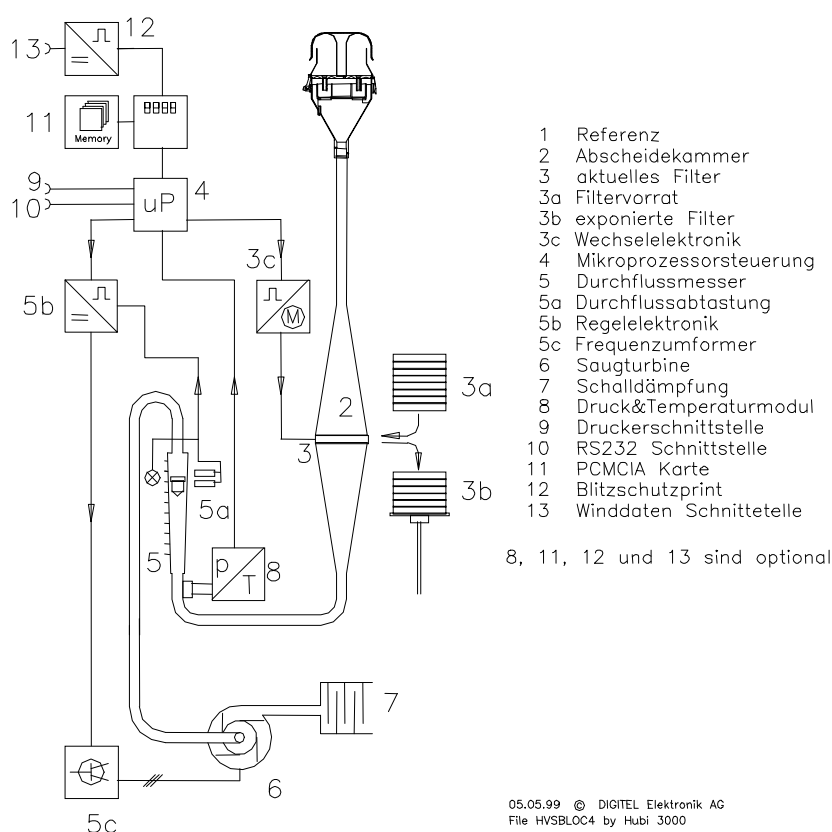 12
13
11
Memory
9
10
uP
4
3c
M
5b
3a
2
3
3b
5a
5
p
T
8
7
6
5c
1 Referenz
2 Abscheidekammer
3 aktuelles Filter
3a Filtervorrat
3b exponierte Filter
3c Wechselelektronik
4 Mikroprozessorsteuerung
5 Durchflussmesser
5a Durchflussabtastung
5b Regelelektronik
5c Frequenzumformer
6 Saugturbine
7 Schalldämpfung
8 Druck&Temperaturmodul
9 Druckerschnittstelle
10 RS232 Schnittstelle
11 PCMCIA Karte
12 Blitzschutzprint
13 Winddaten Schnittetelle
8, 11, 12 und 13 sind optional
05.05.99 © DIGITEL Elektronik AG
File HVSBLOC4 by Hubi 3000